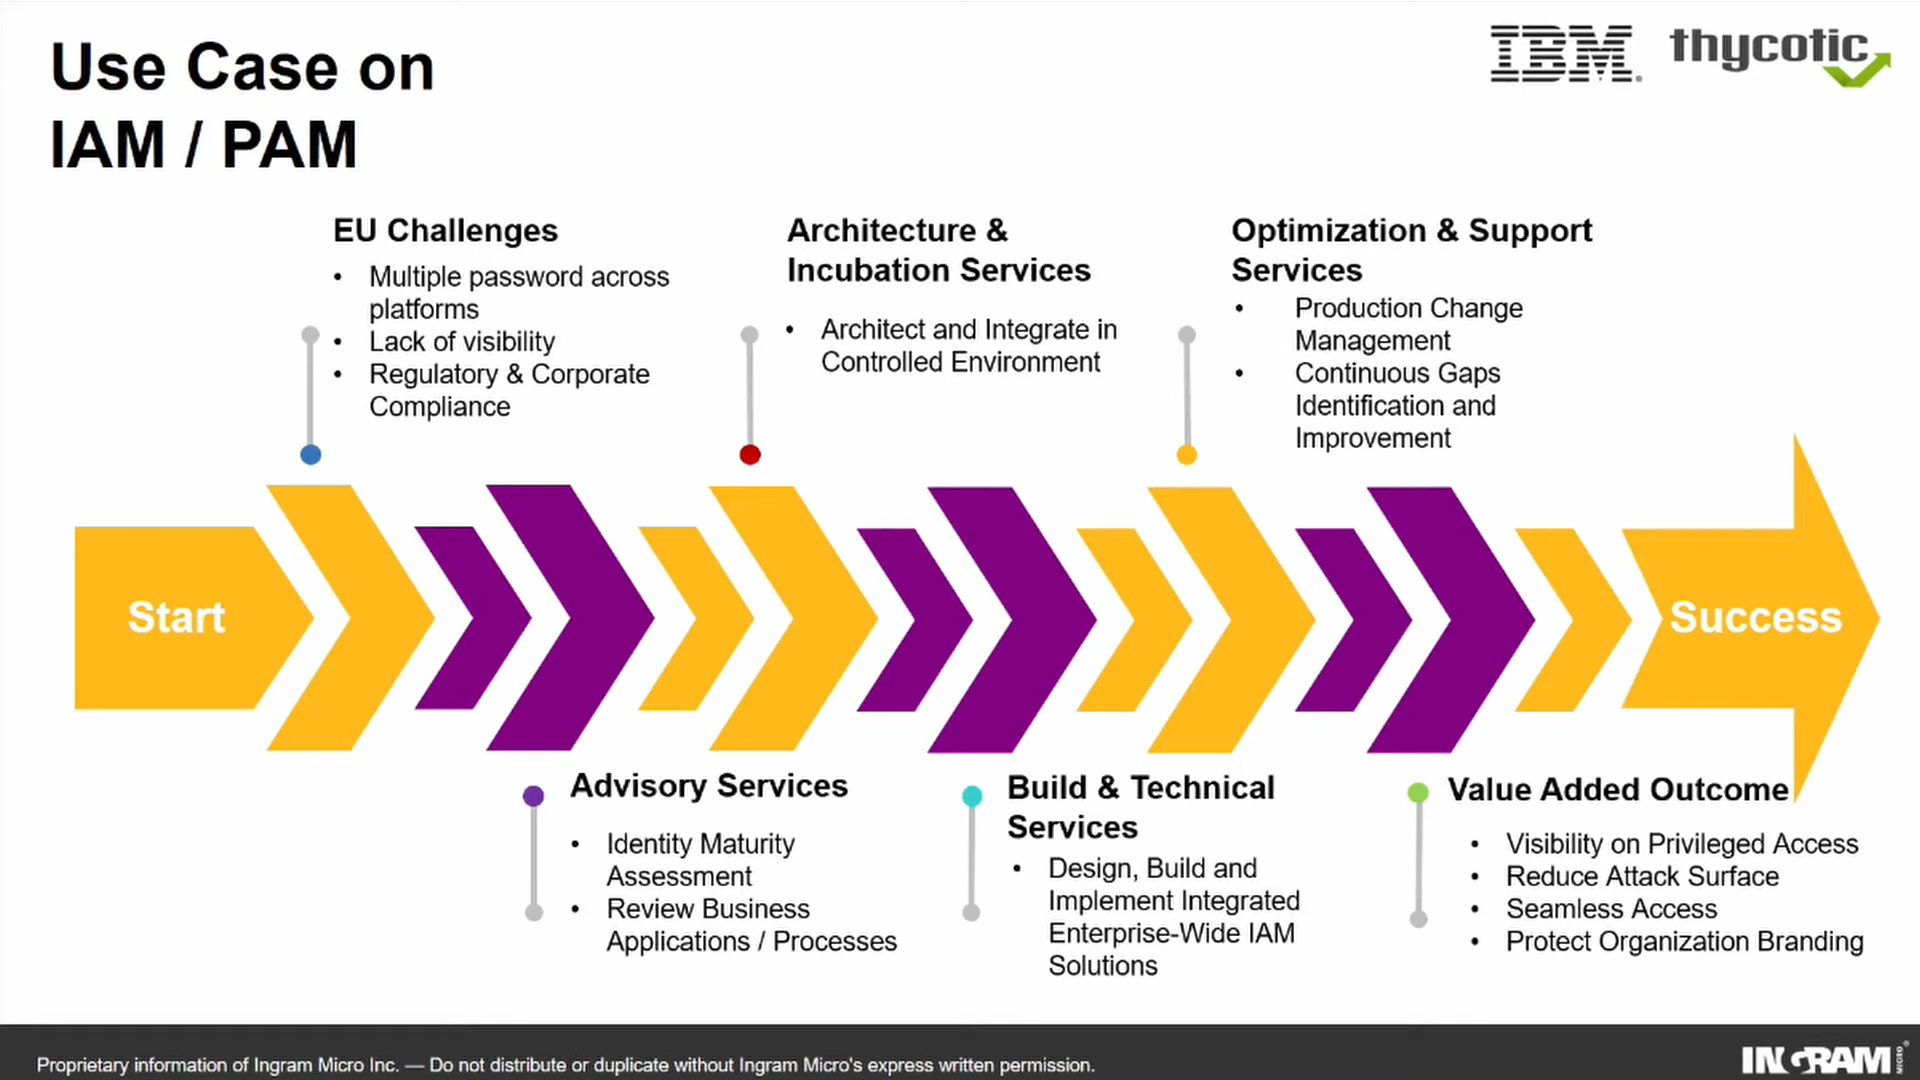 Use Case on
IAM / PAM
IBM
thycotic
EU Challenges
• Multiple password across
platforms
• Lack of visibility
• Regulatory & Corporate
Compliance
Architecture &
Incubation Services
• Architect and Integrate in
Controlled Environment
Optimization & Support
Services
• Production Change
Management
• Continuous Gaps
Identification and
Improvement
Start
Success
Advisory Services
• Identity Maturity
Assessment
• Review Business
Applications / Processes
Build & Technical
Services
• Design, Build and
Implement Integrated
Enterprise-Wide IAM
Solutions
Value Added Outcome
• Visibility on Privileged Access
• Reduce Attack Surface
• Seamless Access
• Protect Organization Branding
Proprietary information of Ingram Micro Inc. — Do not distribute or duplicate without Ingram Micro's express written permission.
INGRAM MICRO